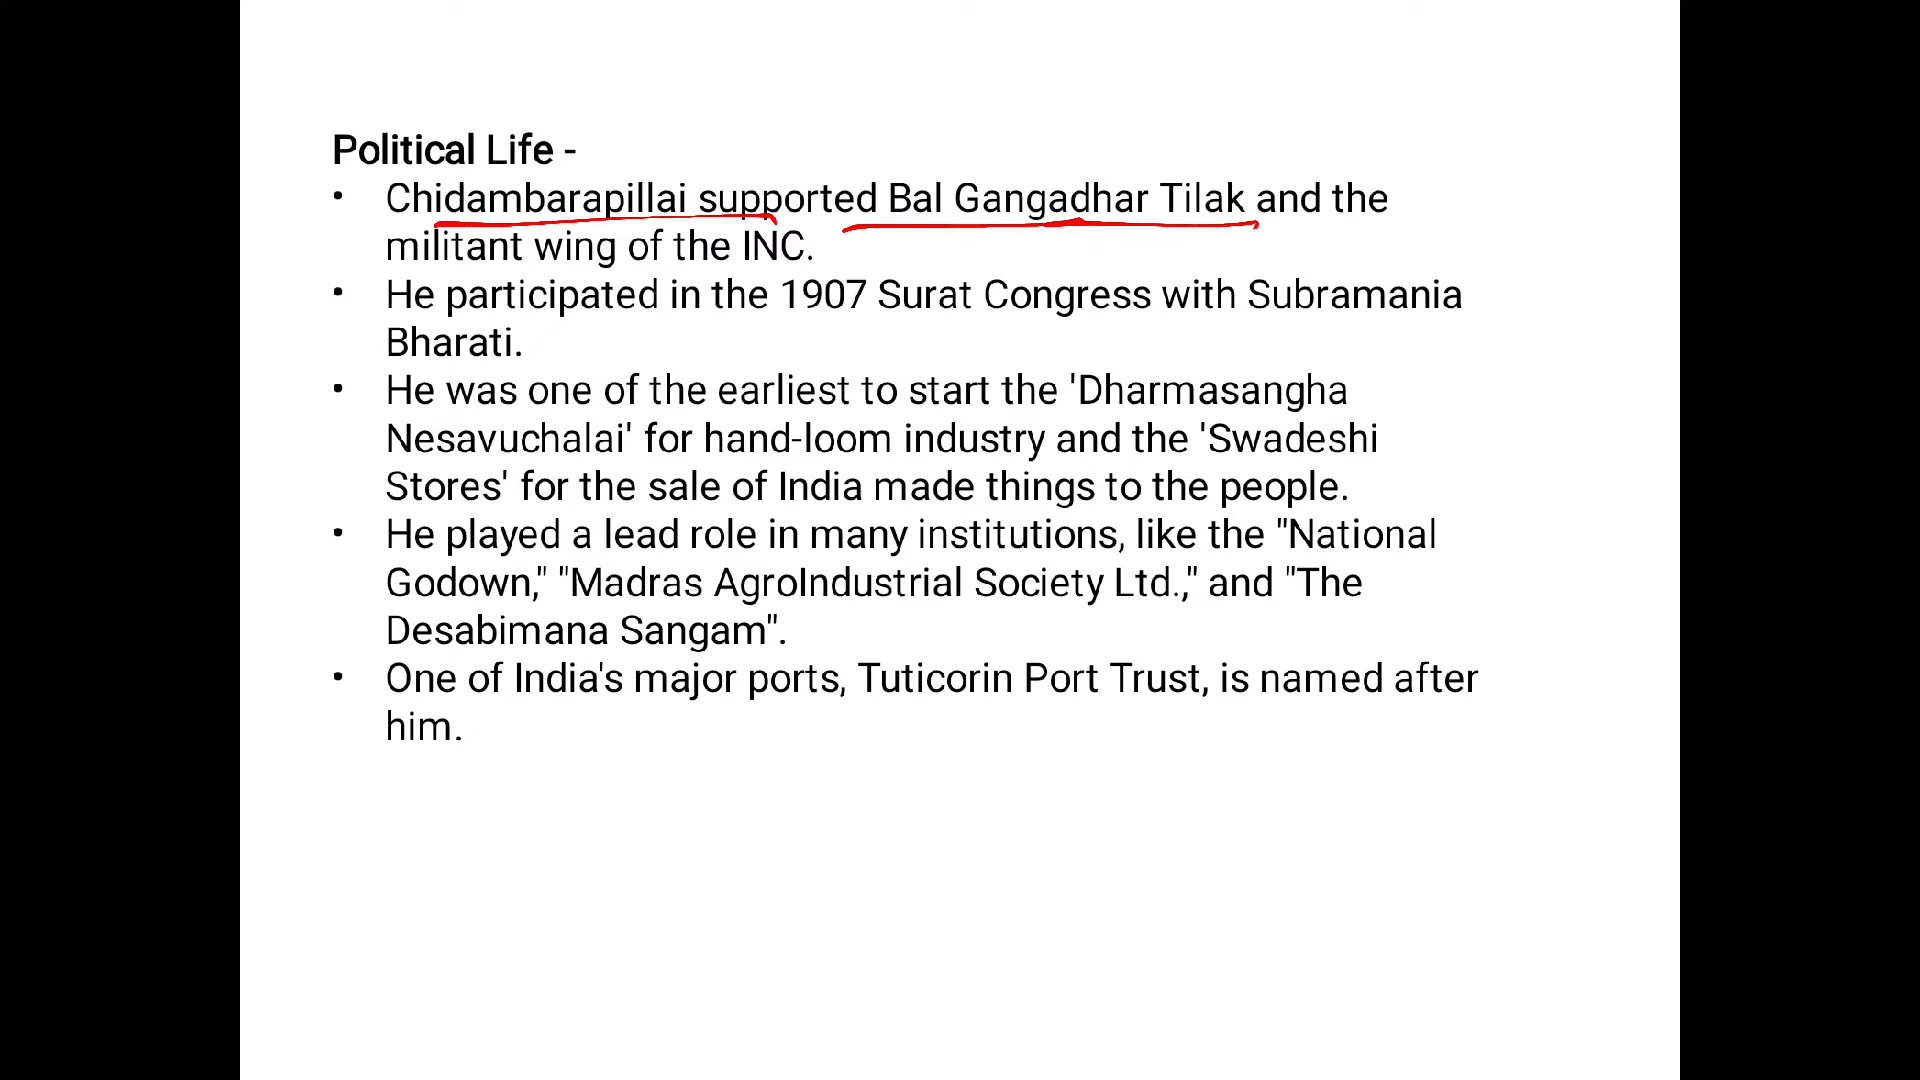 Political Life -
• Chidambarapillai supported Bal Gangadhar Tilak and the
militant wing of the INC.
• He participated in the 1907 Surat Congress with Subramania
Bharati.
• He was one of the earliest to start the 'Dharmasangha
Nesavuchalai' for hand-loom industry and the 'Swadeshi
Stores' for the sale of India made things to the people.
• He played a lead role in many institutions, like the "National
Godown," "Madras AgroIndustrial Society Ltd.," and "The
Desabimana Sangam".
• One of India's major ports, Tuticorin Port Trust, is named after
him.